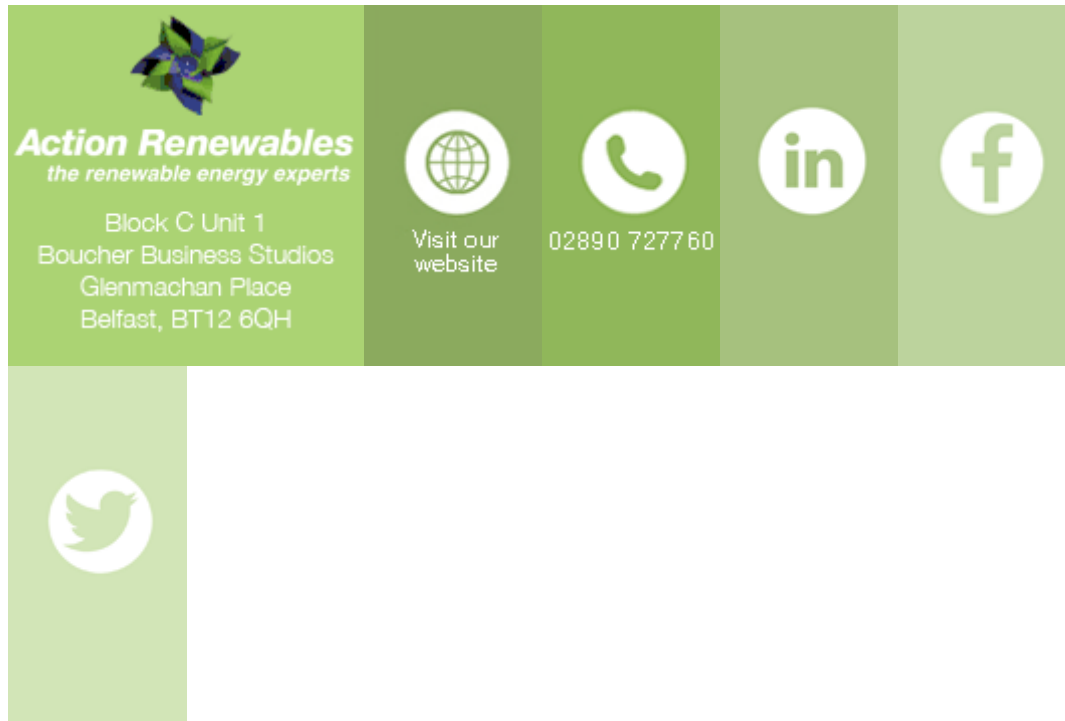 Action Renewables
the renewable energy experts
Block C Unit 1
Boucher Business Studios
Glenmachan Place
Belfast, BT12 6QH
Visit our
website
02890 727760
in
f